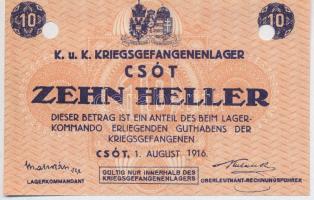 10 10
K. u. K. KRIEGSGEFANGENENLAGER
CSÓT
ZEHN HELLER
DIESER BETRAG IST EIN ANTEIL DES BEIM LAGER-
KOMMANDO ERLIEGENDEN GUTHABENS DER
KRIEGSGEFANGENEN.
CSÓT, 1. AUGUST 1916.
LAGERKOMMANDANT
GÜLTIG NUR INNERHALB DES
KRIEGSGEFANGENENLAGERS
OBERLEUTNANT-RECHNUNGSFÜHRER